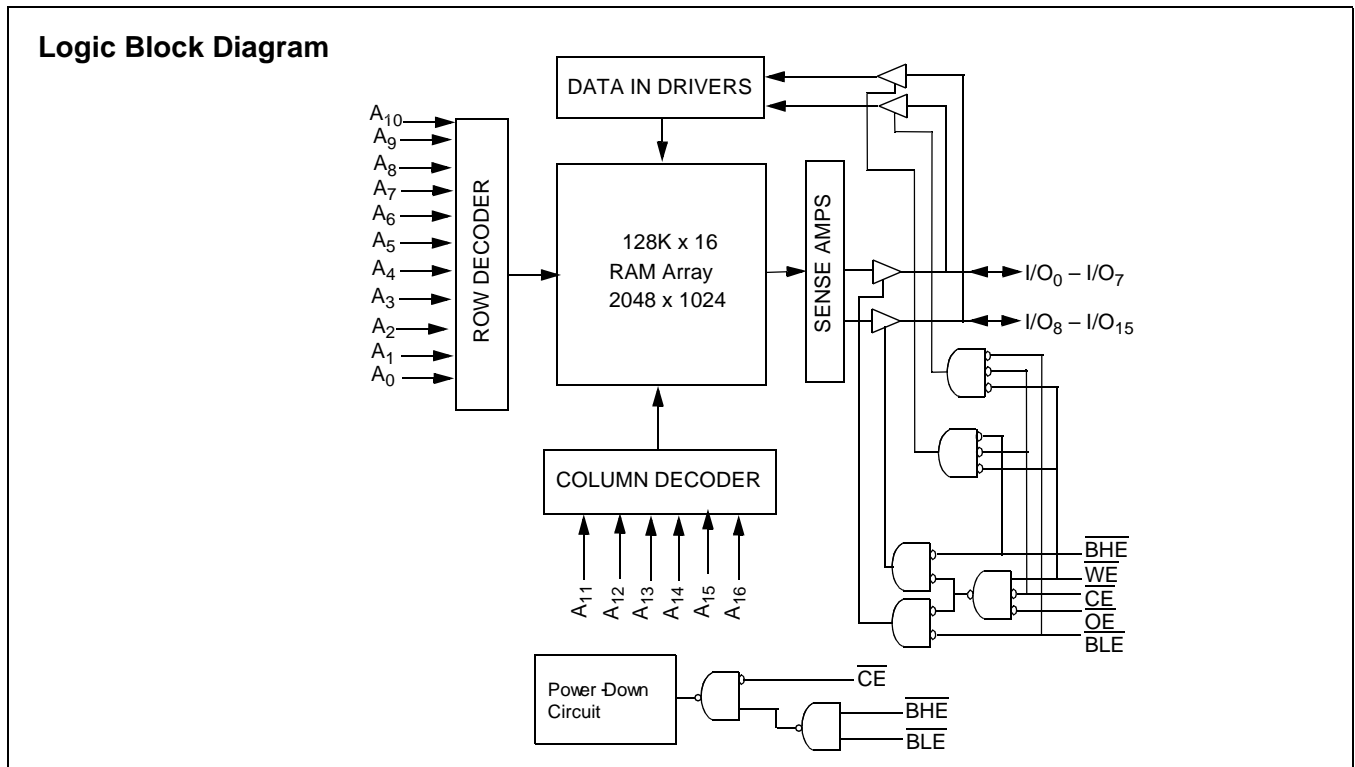 Logic Block Diagram
DATA IN DRIVERS
A10
A9
A8
A7
A6
A5
A4
A3
A2
A1
A0
ROW DECODER
128K x 16
RAM Array
2048 x 1024
SENSE AMPS
I/O0 – I/O7
I/O8 – I/O15
COLUMN DECODER
A11
A12
A13
A14
A15
A16
BHE
WE
CE
OE
BLE
Power -Down
Circuit
CE
BHE
BLE